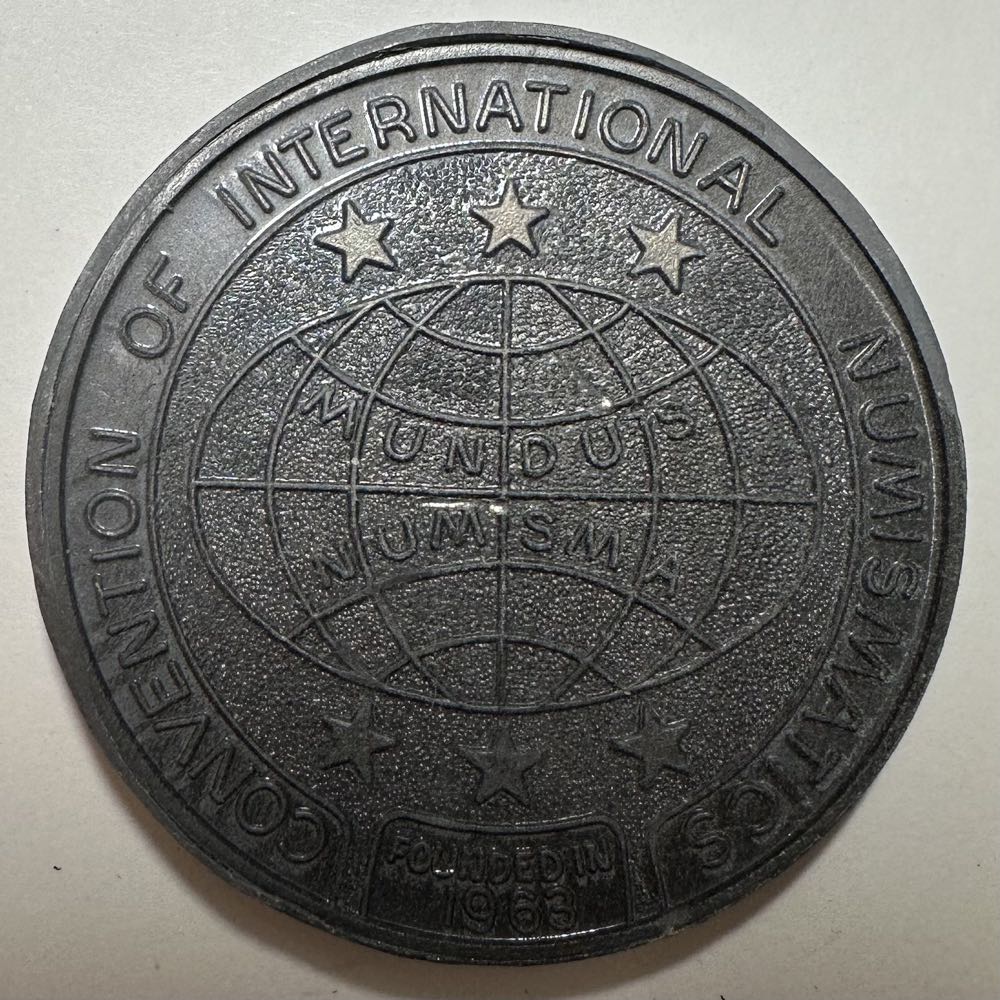 CONVENTION OF INTERNATIONAL NUMISMATICS
MUNDUS
NUMISMA
FOUNDED IN
1963